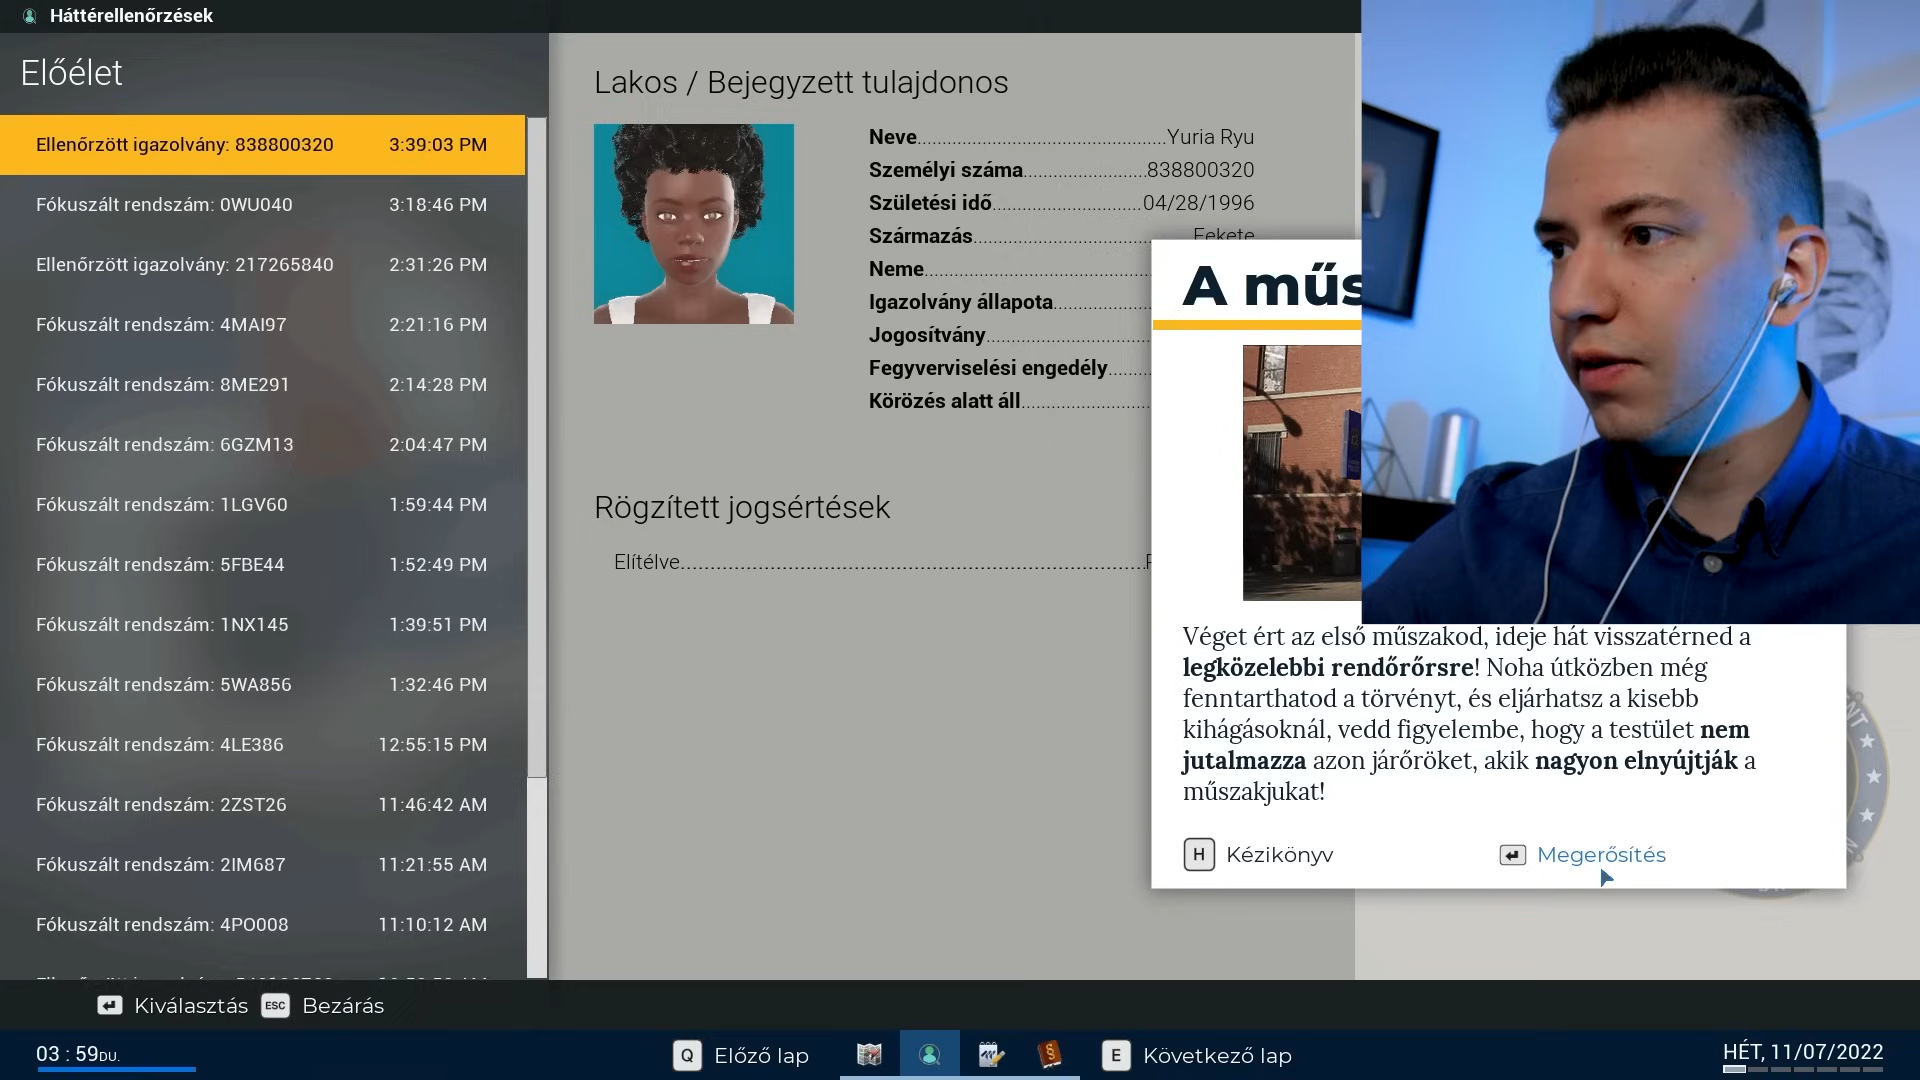 Háttérellenőrzések
Előélet
Ellenőrzött igazolvány: 838800320 3:39:03 PM
Fókuszált rendszám: 0WU040 3:18:46 PM
Ellenőrzött igazolvány: 217265840 2:31:26 PM
Fókuszált rendszám: 4MAI97 2:21:16 PM
Fókuszált rendszám: 8ME291 2:14:28 PM
Fókuszált rendszám: 6GZM13 2:04:47 PM
Fókuszált rendszám: 1LGV60 1:59:44 PM
Fókuszált rendszám: 5FBE44 1:52:49 PM
Fókuszált rendszám: 1NX145 1:39:51 PM
Fókuszált rendszám: 5WA856 1:32:46 PM
Fókuszált rendszám: 4LE386 12:55:15 PM
Fókuszált rendszám: 2ZST26 11:46:42 AM
Fókuszált rendszám: 2IM687 11:21:55 AM
Fókuszált rendszám: 4PO008 11:10:12 AM
Lakos / Bejegyzett tulajdonos
Neve Yuria Ryu
Személyi száma 838800320
Születési idő 04/28/1996
Származás Fekete
Neme
Igazolvány állapota
Jogosítvány
Fegyverviselési engedély
Körözés alatt áll
Rögzített jogsértések
Elítélve
A műs
Véget ért az első műszakod, ideje hát visszatérned a
legközelebbi rendőrőrsre! Noha útközben még
fenntarthatod a törvényt, és eljárhatsz a kisebb
kihágásoknál, vedd figyelembe, hogy a testület nem
jutalmazza azon járőröket, akik nagyon elnyújtják a
műszakjukat!
H Kézikönyv Megerősítés
Kiválasztás ESC Bezárás
03 : 59DU. Q Előző lap E Következő lap HÉT, 11/07/2022